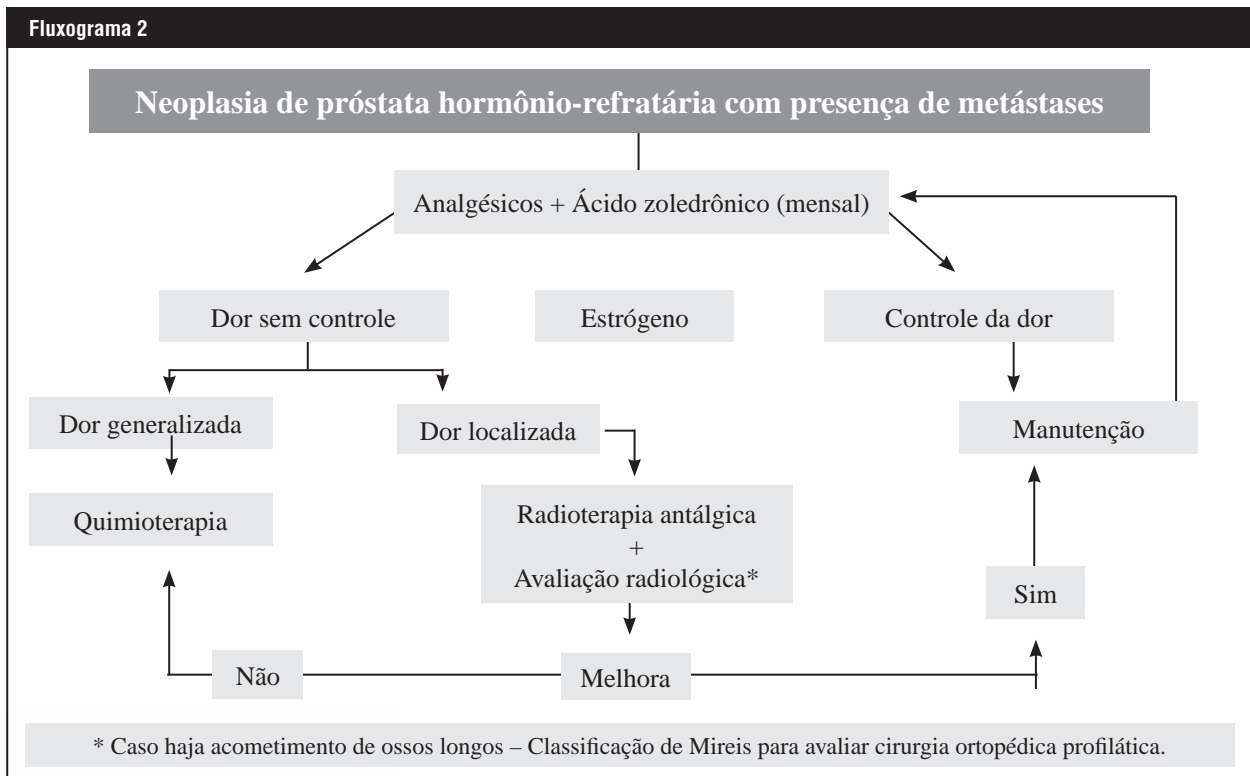 Fluxograma 2
Neoplasia de próstata hormônio-refratária com presença de metástases
Analgésicos + Ácido zoledrônico (mensal)
Dor sem controle
Estrógeno
Controle da dor
Dor generalizada
Dor localizada
Manutenção
Quimioterapia
Radioterapia antálgica
+
Avaliação radiológica*
Sim
Não
Melhora
* Caso haja acometimento de ossos longos – Classificação de Mireis para avaliar cirurgia ortopédica profilática.